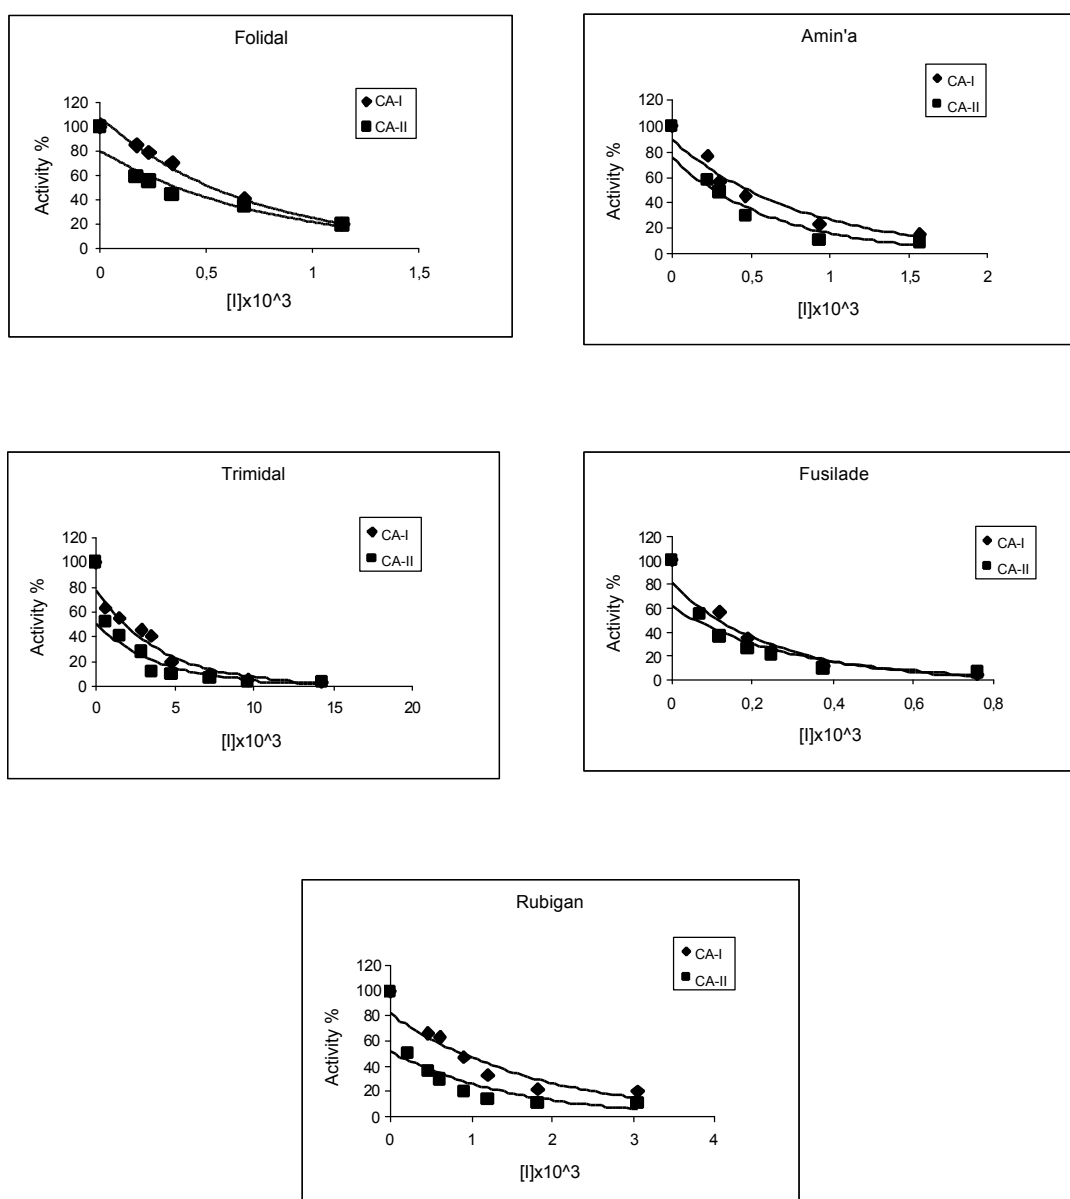 Folidal
CA-I
CA-II
Activity %
120
100
80
60
40
20
0
0 0,5 1 1,5
[I]x10^3
Amin'a
CA-I
CA-II
Activity %
120
100
80
60
40
20
0
0 0,5 1 1,5 2
[I]x10^3
Trimidal
CA-I
CA-II
Activity %
120
100
80
60
40
20
0
0 5 10 15 20
[I]x10^3
Fusilade
CA-I
CA-II
Activity %
120
100
80
60
40
20
0
0 0,2 0,4 0,6 0,8
[I]x10^3
Rubigan
CA-I
CA-II
Activity %
120
100
80
60
40
20
0
0 1 2 3 4
[I]x10^3